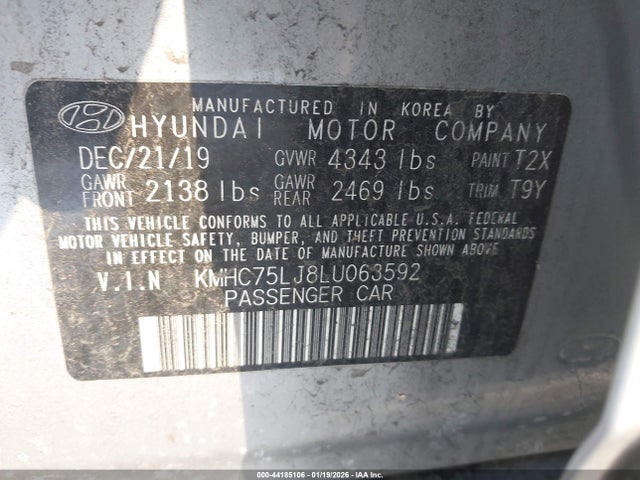 MANUFACTURED IN KOREA BY
HYUNDAI MOTOR COMPANY
DEC/21/19 GVWR 4343 lbs PAINT T2X
GAWR FRONT 2138 lbs GAWR REAR 2469 lbs TRIM T9Y
THIS VEHICLE CONFORMS TO ALL APPLICABLE U.S.A. FEDERAL
MOTOR VEHICLE SAFETY, BUMPER, AND THEFT PREVENTION STANDARDS
IN EFFECT ON THE DATE OF MANUFACTURE SHOWN ABOVE.
V.I.N KMHC75LJ8LU063592
PASSENGER CAR
000-44185106 - 01/19/2026 - IAA, Inc.